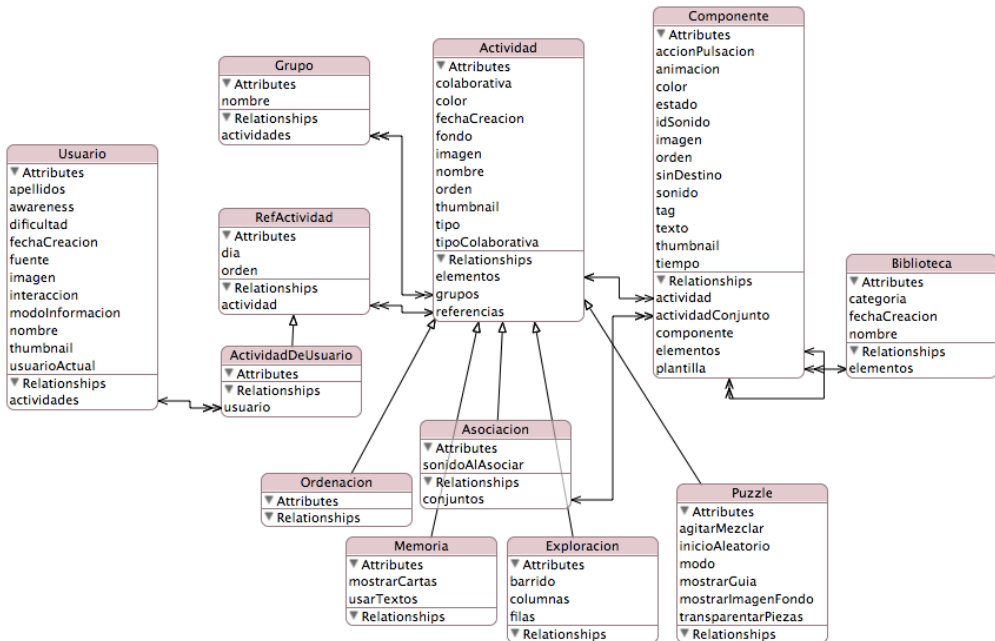 Usuario
Attributes
apellidos
awareness
dificultad
fechaCreacion
fuente
imagen
interaccion
modoInformacion
nombre
thumbnail
usuarioActual
Relationships
actividades
Grupo
Attributes
nombre
Relationships
actividades
RefActividad
Attributes
dia
orden
Relationships
actividad
ActividadDeUsuario
Attributes
Relationships
usuario
Actividad
Attributes
colaborativa
color
fechaCreacion
fondo
imagen
nombre
orden
thumbnail
tipo
tipoColaborativa
Relationships
elementos
grupos
referencias
Componente
Attributes
accionPulsacion
animacion
color
estado
idSonido
imagen
orden
sinDestino
sonido
tag
texto
thumbnail
tiempo
Relationships
actividad
actividadConjunto
componente
elementos
plantilla
Biblioteca
Attributes
categoria
fechaCreacion
nombre
Relationships
elementos
Ordenacion
Attributes
Relationships
Asociacion
Attributes
sonidoAlAsociar
Relationships
conjuntos
Memoria
Attributes
mostrarCartas
usarTextos
Relationships
Exploracion
Attributes
barrido
columnas
filas
Relationships
Puzzle
Attributes
agitarMezclar
inicioAleatorio
modo
mostrarGuia
mostrarImagenFondo
transparentarPiezas
Relationships